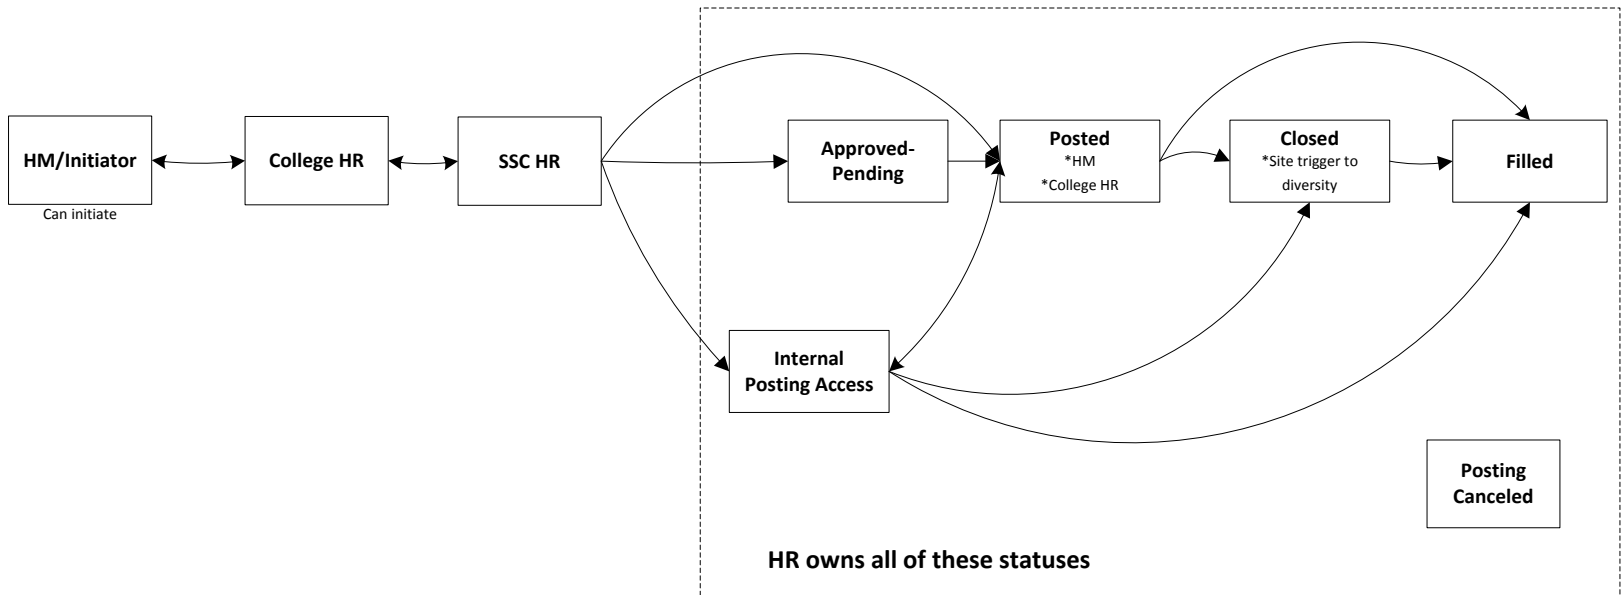 HM/Initiator
Can initiate
College HR
SSC HR
Approved-
Pending
Posted
*HM
*College HR
Closed
*Site trigger to
diversity
Filled
Internal
Posting Access
Posting
Canceled
HR owns all of these statuses